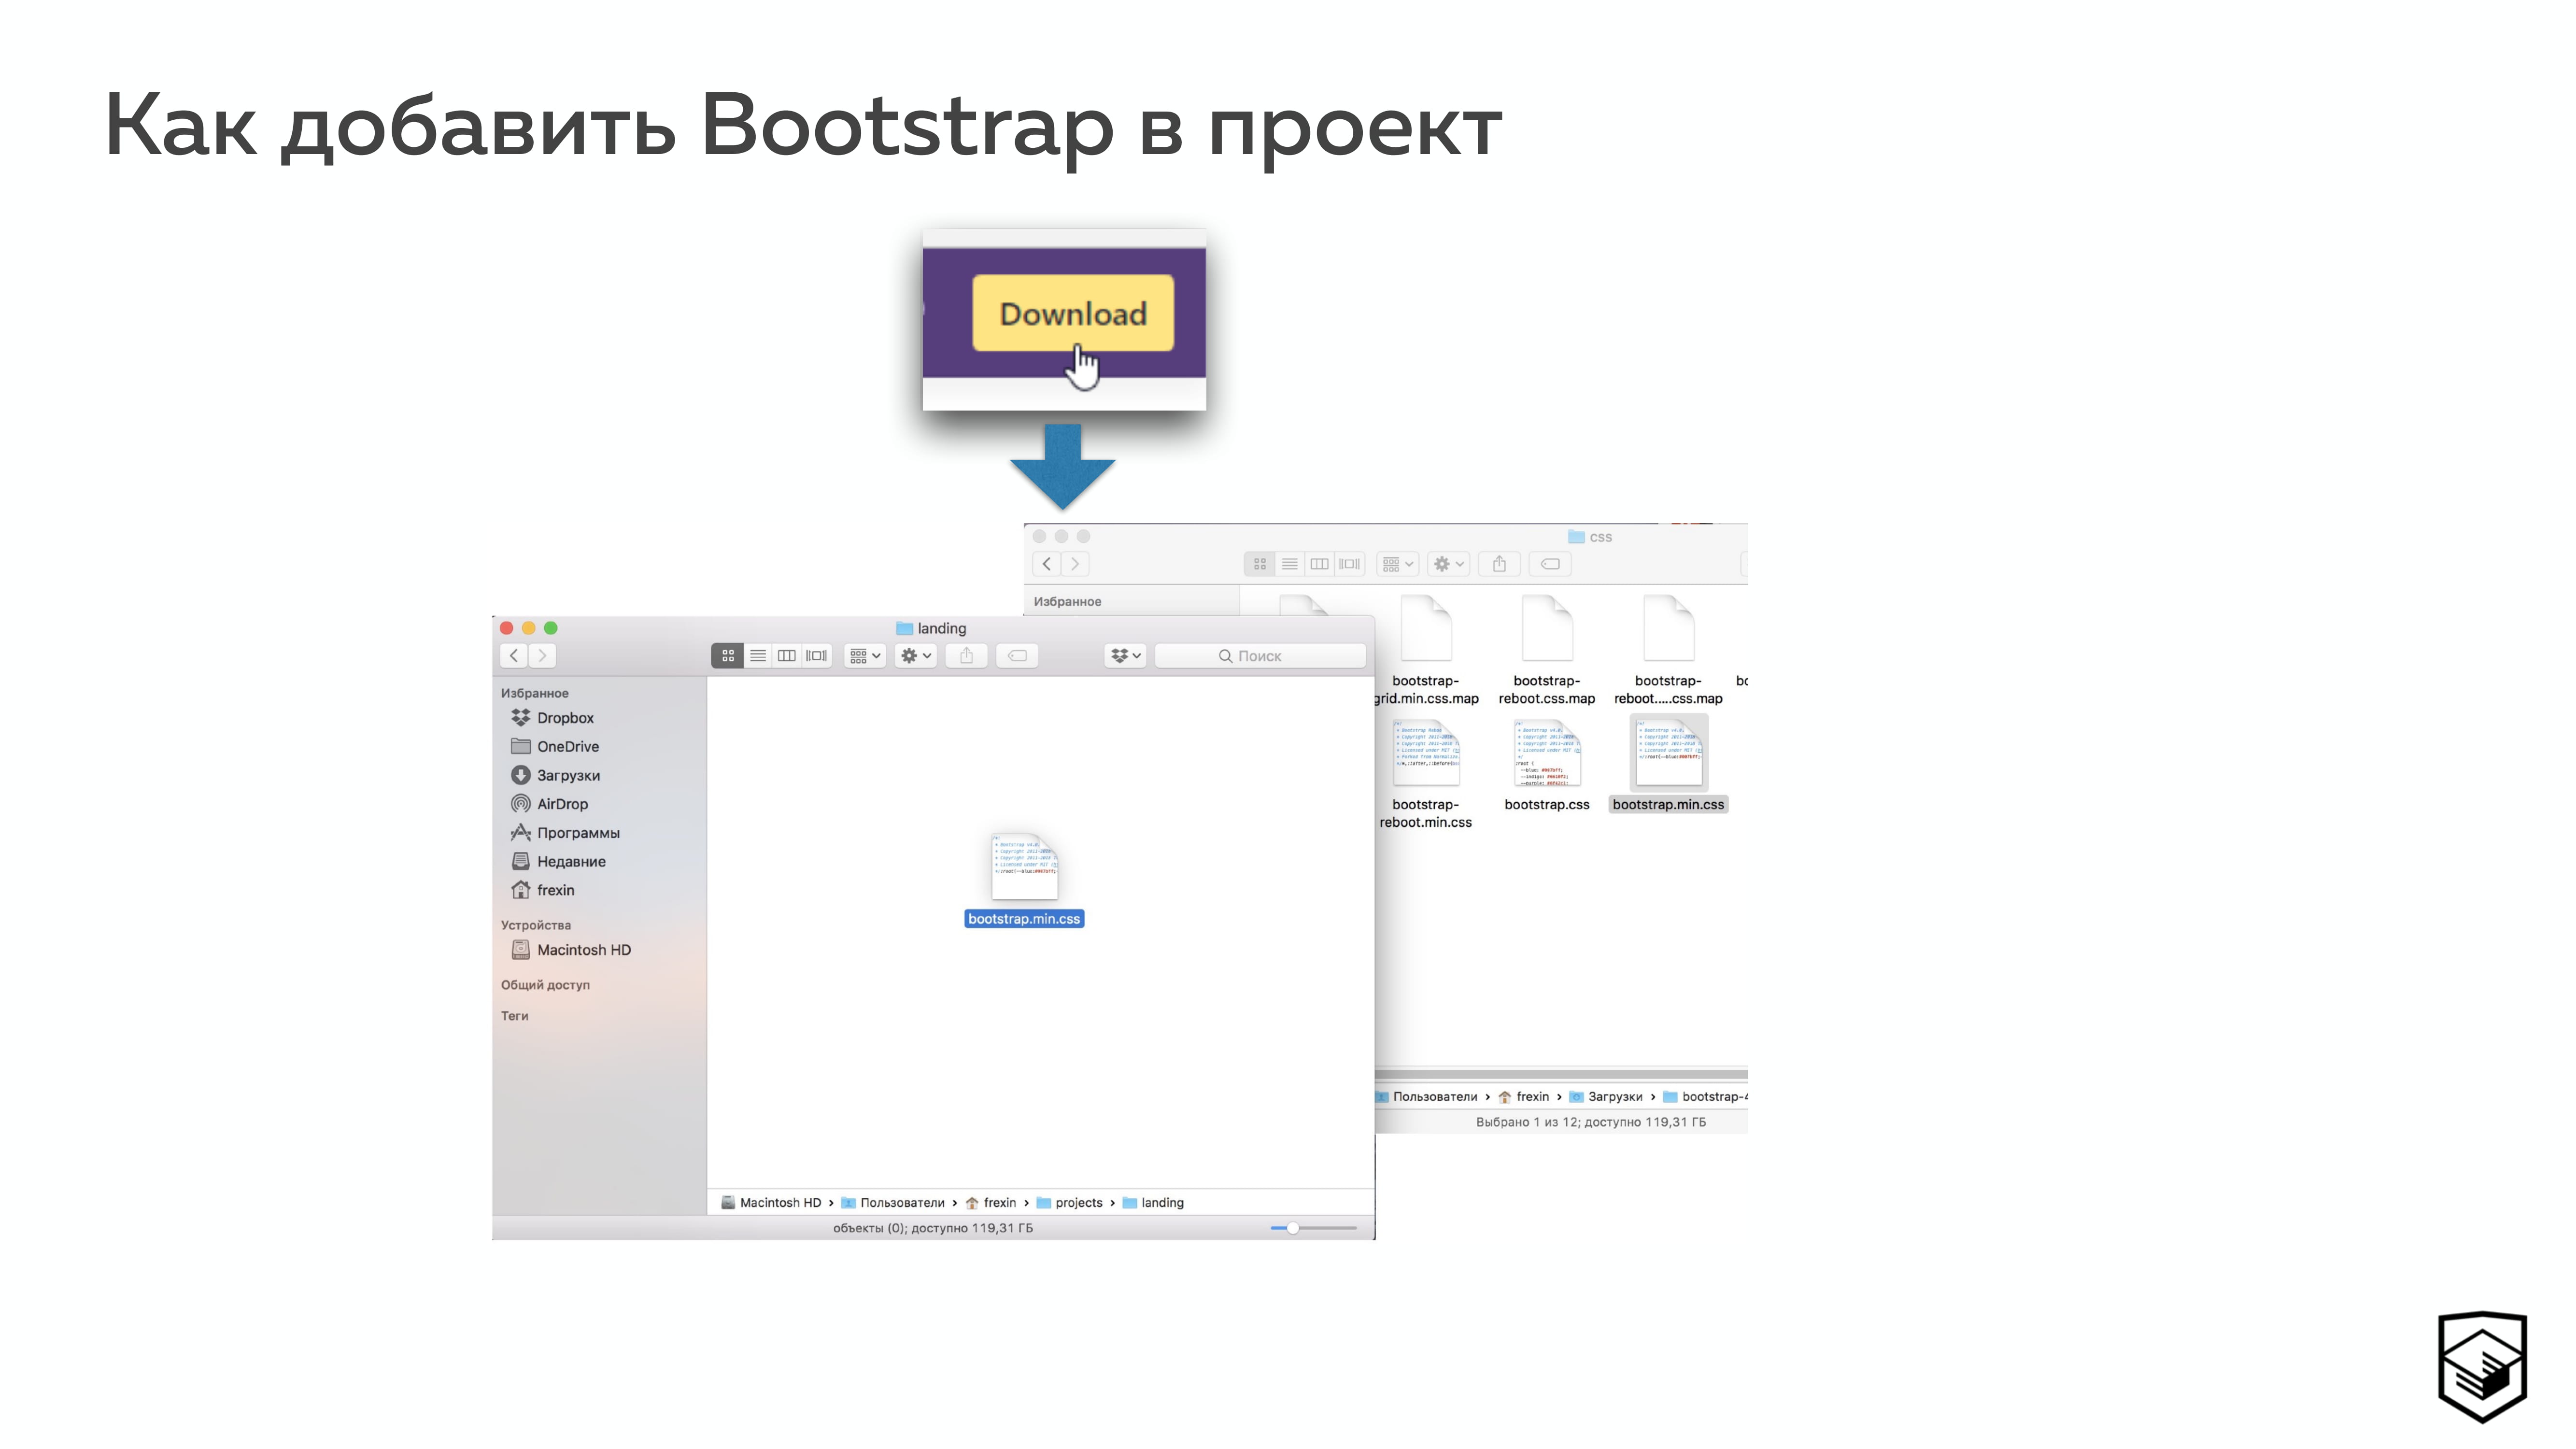 Как добавить Bootstrap в проект
Download
css
Избранное
bootstrap-
grid.min.css.map
bootstrap-
reboot.css.map
bootstrap-
reboot.....css.map
bootstrap-
reboot.min.css
bootstrap.css
bootstrap.min.css
Пользователи › frexin › Загрузки › bootstrap-4
Выбрано 1 из 12; доступно 119,31 ГБ
landing
Поиск
Избранное
Dropbox
OneDrive
Загрузки
AirDrop
Программы
Недавние
frexin
Устройства
Macintosh HD
Общий доступ
Теги
bootstrap.min.css
Macintosh HD › Пользователи › frexin › projects › landing
объекты (0); доступно 119,31 ГБ